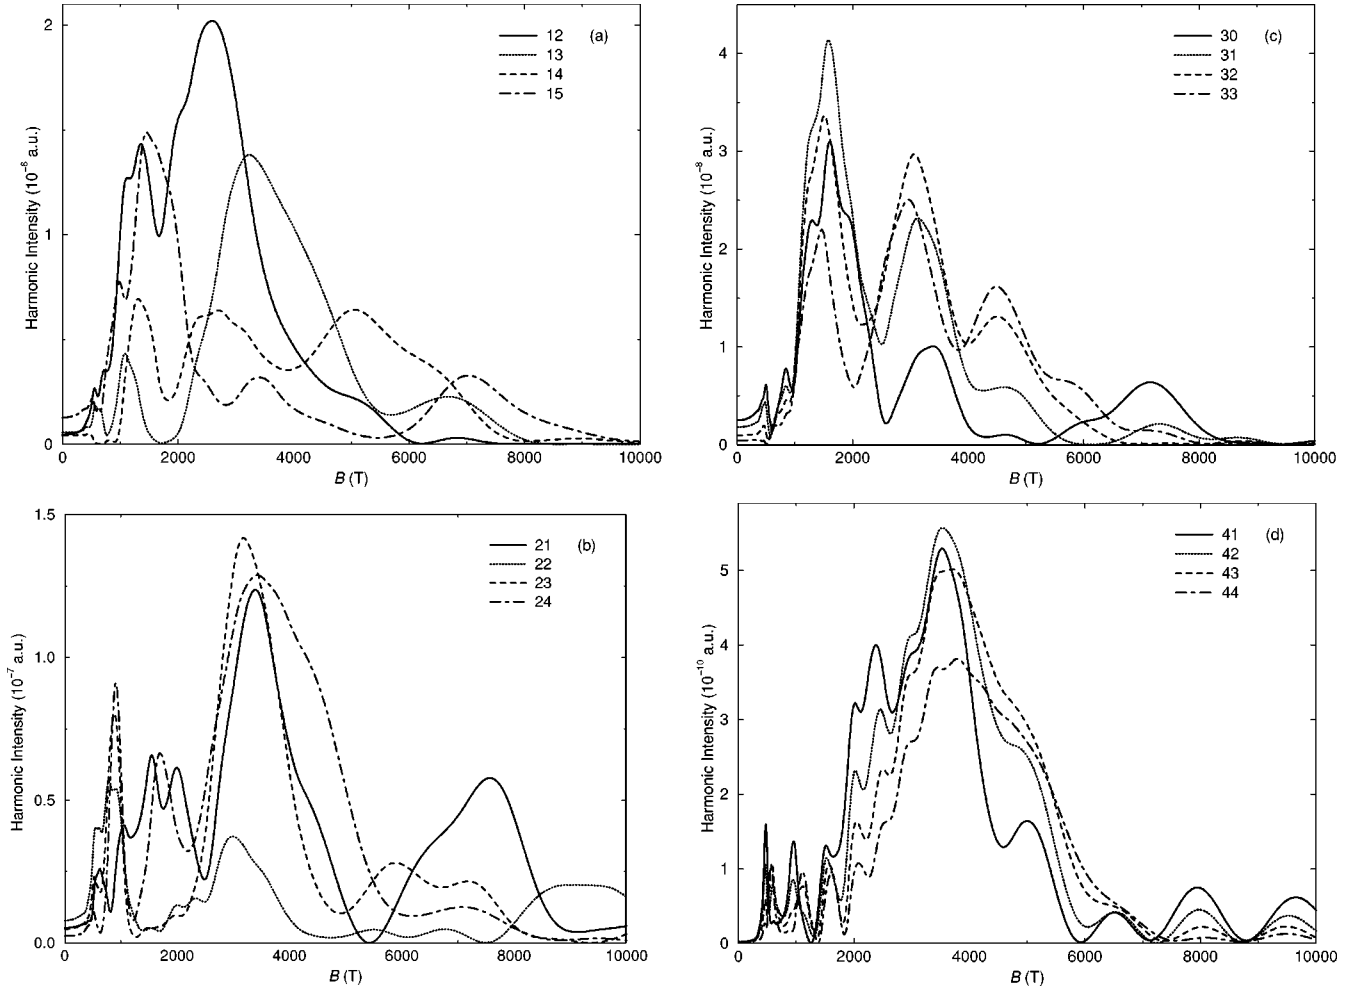 2
1
0
Harmonic Intensity (10⁻⁶ a.u.)
12 (a)
13
14
15
0 2000 4000 6000 8000 10000
B (T)
4
3
2
1
0
Harmonic Intensity (10⁻⁸ a.u.)
30 (c)
31
32
33
0 2000 4000 6000 8000 10000
B (T)
1.5
1.0
0.5
0.0
Harmonic Intensity (10⁻⁷ a.u.)
21 (b)
22
23
24
0 2000 4000 6000 8000 10000
B (T)
5
4
3
2
1
0
Harmonic Intensity (10⁻¹⁰ a.u.)
41 (d)
42
43
44
0 2000 4000 6000 8000 10000
B (T)